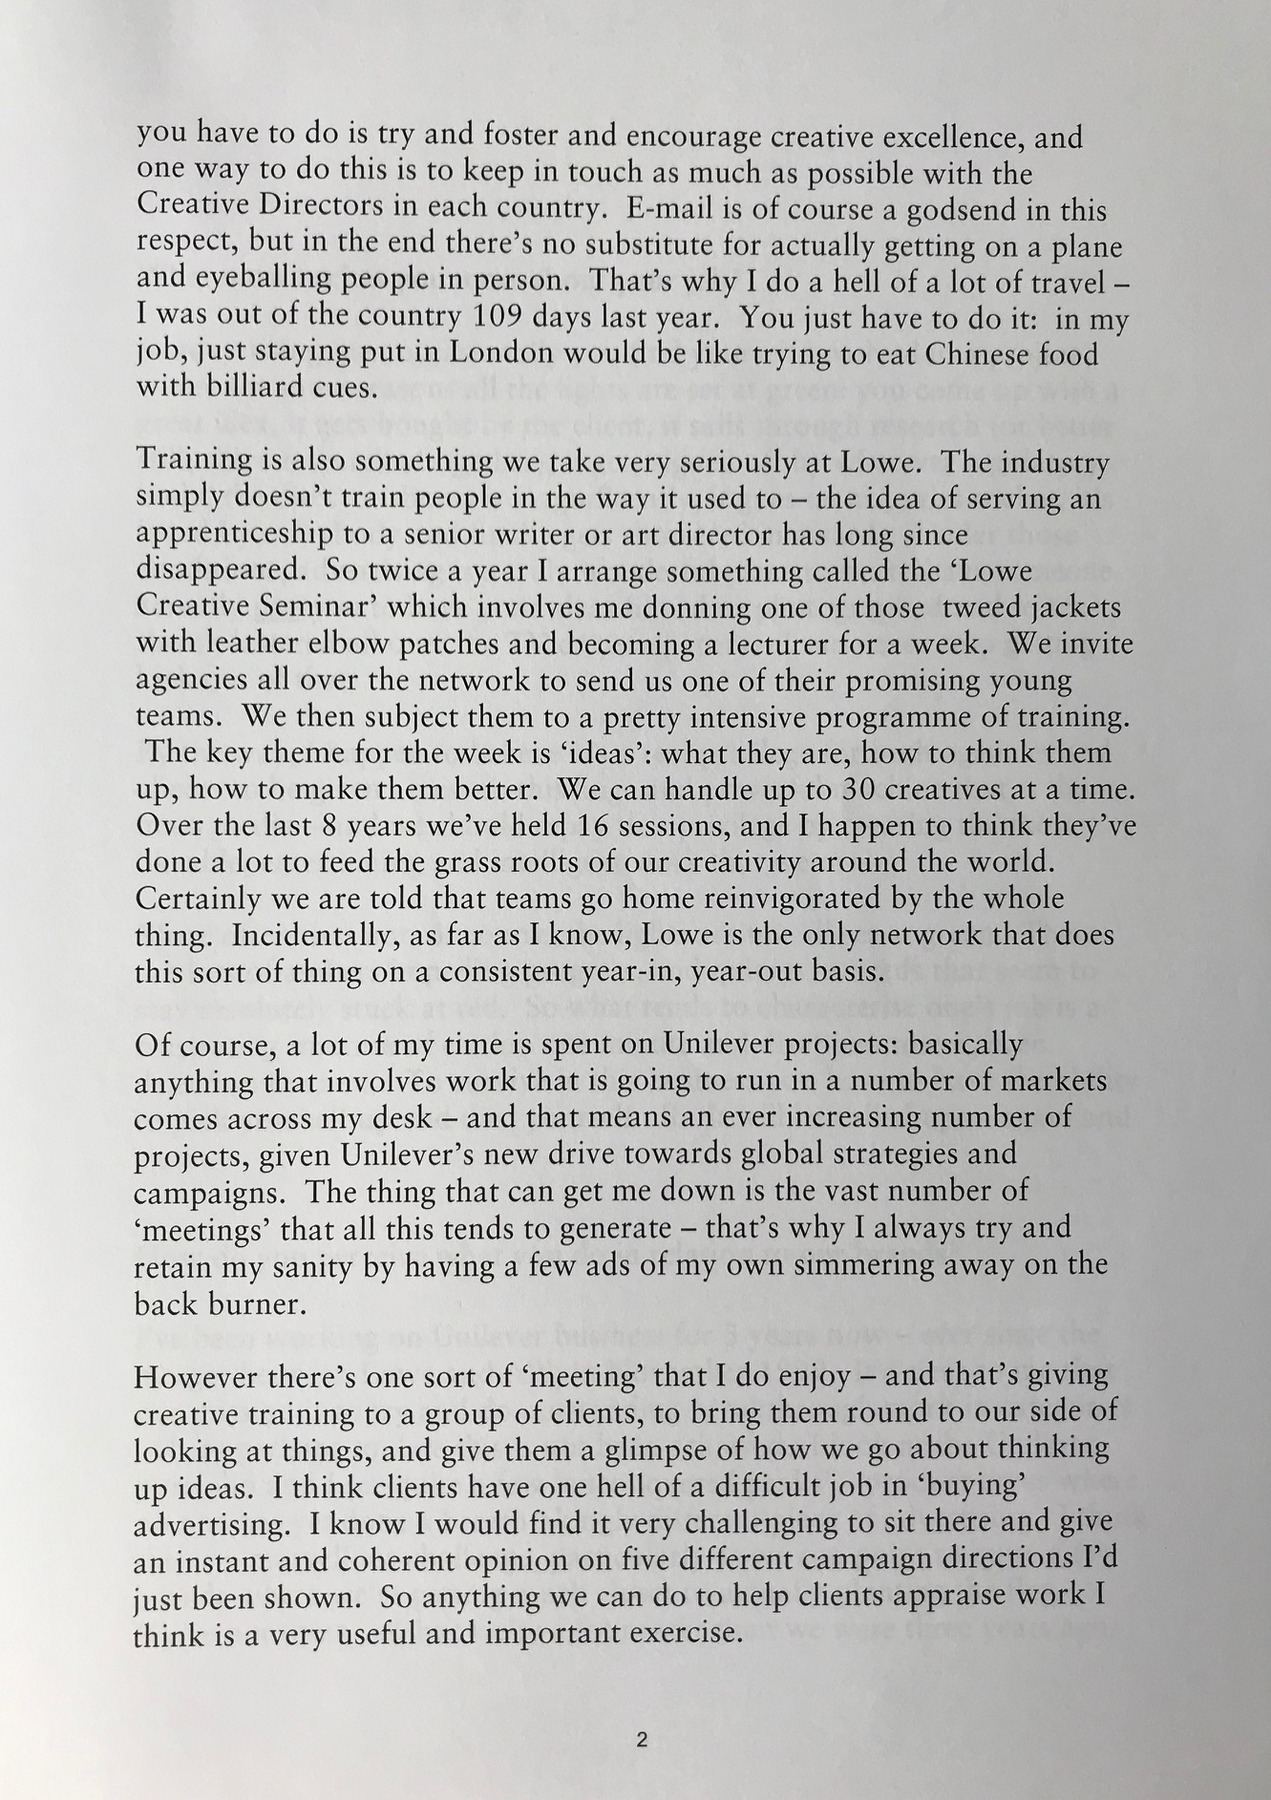 you have to do is try and foster and encourage creative excellence, and
one way to do this is to keep in touch as much as possible with the
Creative Directors in each country.  E-mail is of course a godsend in this
respect, but in the end there’s no substitute for actually getting on a plane
and eyeballing people in person.  That’s why I do a hell of a lot of travel –
I was out of the country 109 days last year.  You just have to do it:  in my
job, just staying put in London would be like trying to eat Chinese food
with billiard cues.

Training is also something we take very seriously at Lowe.  The industry
simply doesn’t train people in the way it used to – the idea of serving an
apprenticeship to a senior writer or art director has long since
disappeared.  So twice a year I arrange something called the ‘Lowe
Creative Seminar’ which involves me donning one of those  tweed jackets
with leather elbow patches and becoming a lecturer for a week.  We invite
agencies all over the network to send us one of their promising young
teams.  We then subject them to a pretty intensive programme of training.
The key theme for the week is ‘ideas’: what they are, how to think them
up, how to make them better.  We can handle up to 30 creatives at a time.
Over the last 8 years we’ve held 16 sessions, and I happen to think they’ve
done a lot to feed the grass roots of our creativity around the world.
Certainly we are told that teams go home reinvigorated by the whole
thing.  Incidentally, as far as I know, Lowe is the only network that does
this sort of thing on a consistent year-in, year-out basis.

Of course, a lot of my time is spent on Unilever projects: basically
anything that involves work that is going to run in a number of markets
comes across my desk – and that means an ever increasing number of
projects, given Unilever’s new drive towards global strategies and
campaigns.  The thing that can get me down is the vast number of
‘meetings’ that all this tends to generate – that’s why I always try and
retain my sanity by having a few ads of my own simmering away on the
back burner.

However there’s one sort of ‘meeting’ that I do enjoy – and that’s giving
creative training to a group of clients, to bring them round to our side of
looking at things, and give them a glimpse of how we go about thinking
up ideas.  I think clients have one hell of a difficult job in ‘buying’
advertising.  I know I would find it very challenging to sit there and give
an instant and coherent opinion on five different campaign directions I’d
just been shown.  So anything we can do to help clients appraise work I
think is a very useful and important exercise.

2